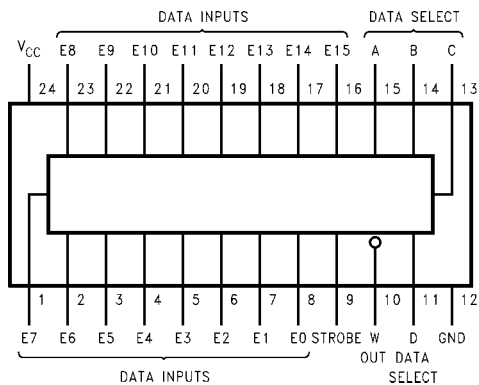 DATA INPUTS DATA SELECT
VCC E8 E9 E10 E11 E12 E13 E14 E15 A B C
24 23 22 21 20 19 18 17 16 15 14 13
1 2 3 4 5 6 7 8 9 10 11 12
E7 E6 E5 E4 E3 E2 E1 E0 STROBE W D GND
OUT DATA
DATA INPUTS SELECT